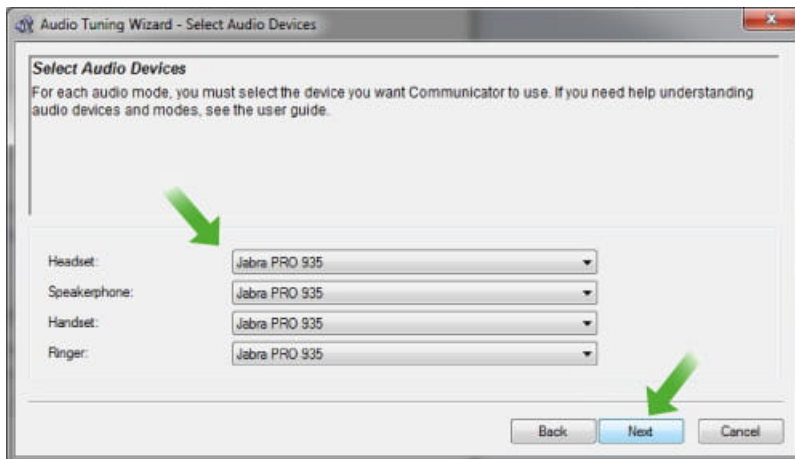 Audio Tuning Wizard - Select Audio Devices
Select Audio Devices
For each audio mode, you must select the device you want Communicator to use. If you need help understanding
audio devices and modes, see the user guide.
Headset: Jabra PRO 935
Speakerphone: Jabra PRO 935
Handset: Jabra PRO 935
Ringer: Jabra PRO 935
Back Next Cancel